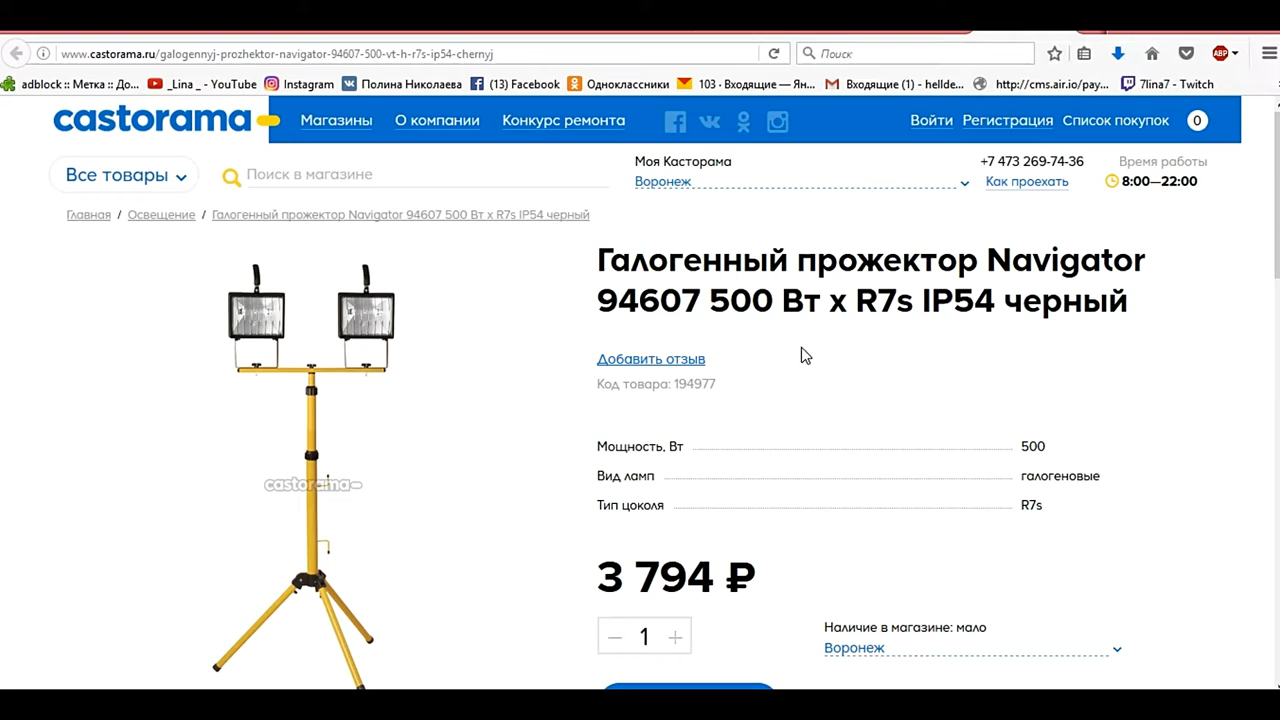 www.castorama.ru/galogennyj-prozhektor-navigator-94607-500-vt-h-r7s-ip54-chernyj
Поиск
ABP
adblock :: Метка :: До...
_Lina _ - YouTube
Instagram
Полина Николаева
(13) Facebook
Одноклассники
103 · Входящие — Ян...
Входящие (1) - hellde...
http://cms.air.io/pay...
7lina7 - Twitch
castorama
Магазины
О компании
Конкурс ремонта
Войти
Регистрация
Список покупок
0
Все товары
Поиск в магазине
Моя Касторама
Воронеж
+7 473 269-74-36
Как проехать
Время работы
8:00—22:00
Главная / Освещение / Галогенный прожектор Navigator 94607 500 Вт x R7s IP54 черный
Галогенный прожектор Navigator
94607 500 Вт x R7s IP54 черный
Добавить отзыв
Код товара: 194977
Мощность, Вт 500
Вид ламп галогеновые
Тип цоколя R7s
castorama
3 794 ₽
− 1 +
Наличие в магазине: мало
Воронеж